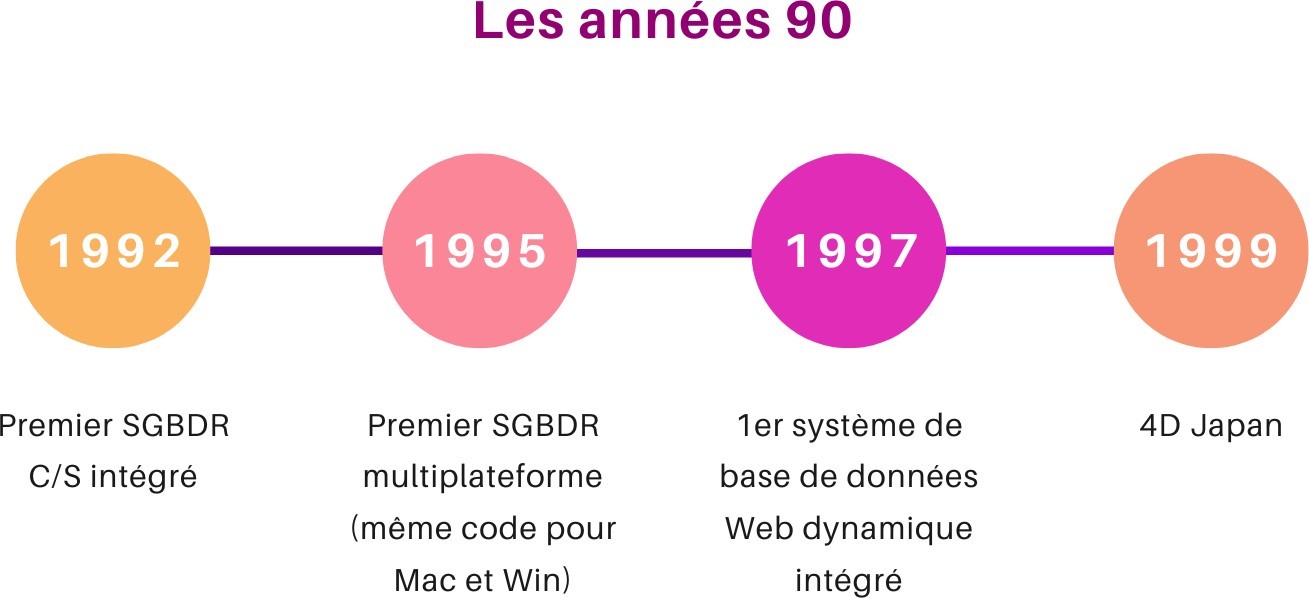 Les années 90
1992
1995
1997
1999
Premier SGBDR
C/S intégré
Premier SGBDR
multiplateforme
(même code pour
Mac et Win)
1er système de
base de données
Web dynamique
intégré
4D Japan